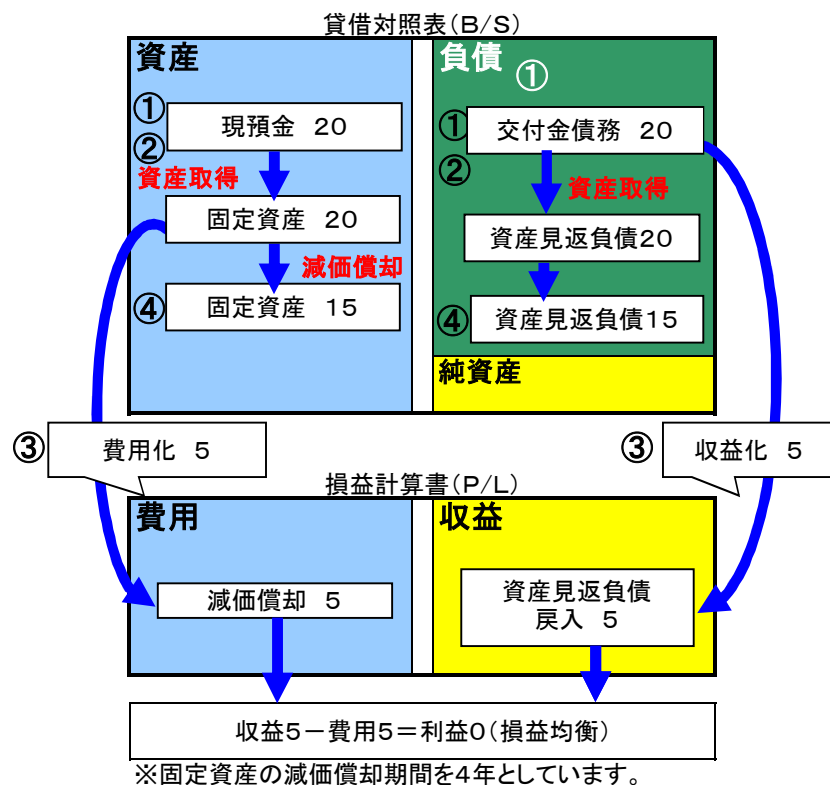 貸借対照表(B/S)
資産
負債
①
①
現預金 20
②
資産取得
固定資産 20
減価償却
④
固定資産 15
①
交付金債務 20
②
資産取得
資産見返負債20
④
資産見返負債15
純資産
③
費用化 5
③
収益化 5
損益計算書(P/L)
費用
収益
減価償却 5
資産見返負債
戻入 5
収益5-費用5=利益0(損益均衡)
※固定資産の減価償却期間を4年としています。